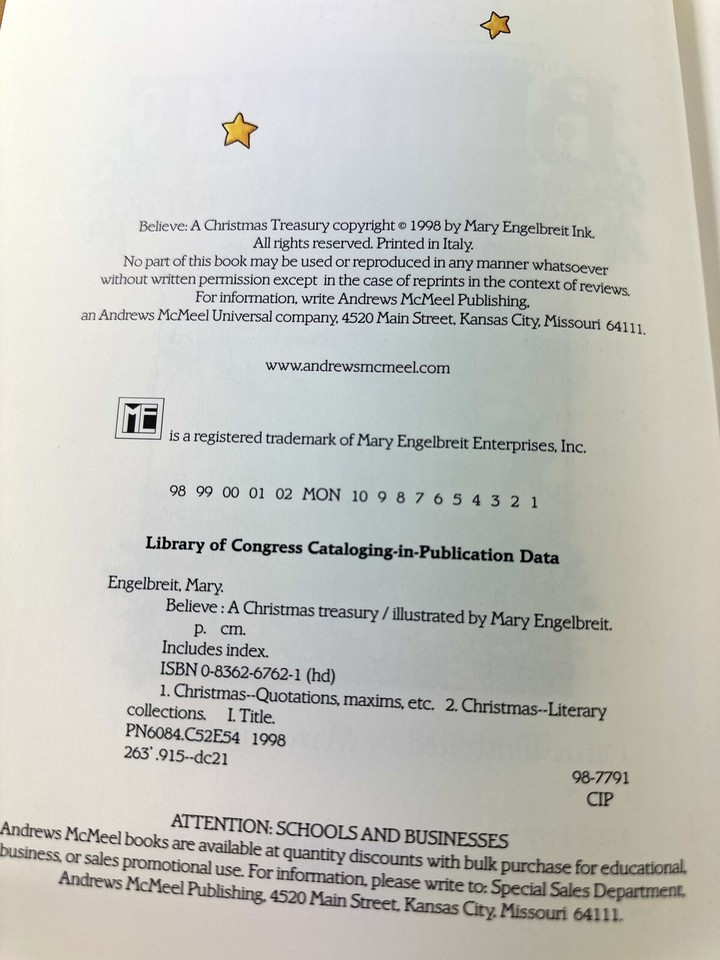 Believe: A Christmas Treasury copyright © 1998 by Mary Engelbreit Ink.
All rights reserved. Printed in Italy.
No part of this book may be used or reproduced in any manner whatsoever
without written permission except in the case of reprints in the context of reviews.
For information, write Andrews McMeel Publishing,
an Andrews McMeel Universal company, 4520 Main Street, Kansas City, Missouri 64111.
www.andrewsmcmeel.com
ME is a registered trademark of Mary Engelbreit Enterprises, Inc.
98 99 00 01 02 MON 10 9 8 7 6 5 4 3 2 1
Library of Congress Cataloging-in-Publication Data
Engelbreit, Mary.
Believe : A Christmas treasury / illustrated by Mary Engelbreit.
p. cm.
Includes index.
ISBN 0-8362-6762-1 (hd)
1. Christmas--Quotations, maxims, etc. 2. Christmas--Literary
collections. I. Title.
PN6084.C52E54 1998
263'.915--dc21
98-7791
CIP
ATTENTION: SCHOOLS AND BUSINESSES
Andrews McMeel books are available at quantity discounts with bulk purchase for educational,
business, or sales promotional use. For information, please write to: Special Sales Department,
Andrews McMeel Publishing, 4520 Main Street, Kansas City, Missouri 64111.